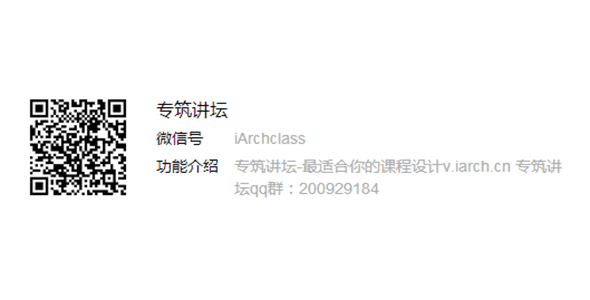 专筑讲坛
微信号 iArchclass
功能介绍 专筑讲坛-最适合你的课程设计v.iarch.cn 专筑讲
坛qq群：200929184